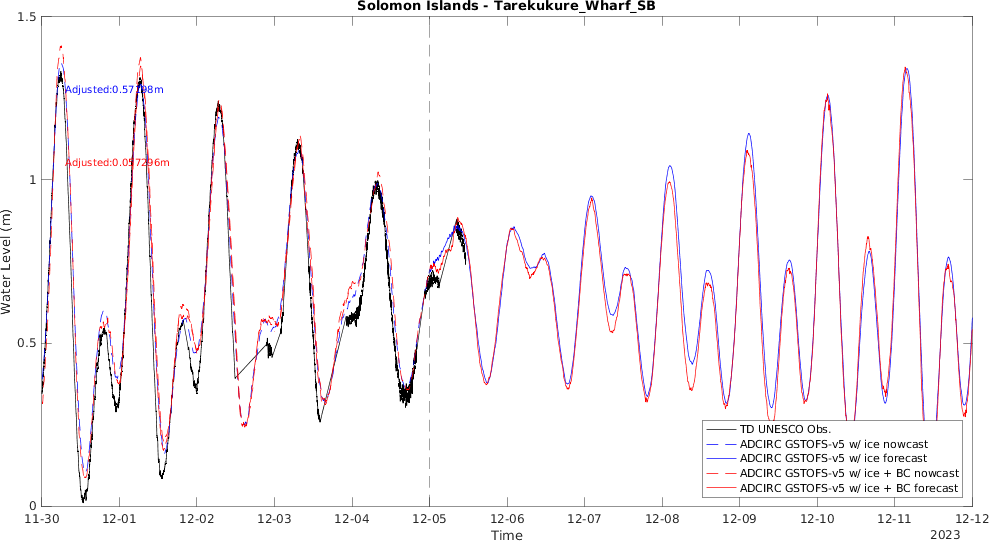 Solomon Islands - Tarekukure_Wharf_SB
1.5
1
0.5
0
Water Level (m)
Adjusted:0.57198m
Adjusted:0.057296m
TD UNESCO Obs.
ADCIRC GSTOFS-v5 w/ ice nowcast
ADCIRC GSTOFS-v5 w/ ice forecast
ADCIRC GSTOFS-v5 w/ ice + BC nowcast
ADCIRC GSTOFS-v5 w/ ice + BC forecast
11-30 12-01 12-02 12-03 12-04 12-05 12-06 12-07 12-08 12-09 12-10 12-11 12-12
Time
2023